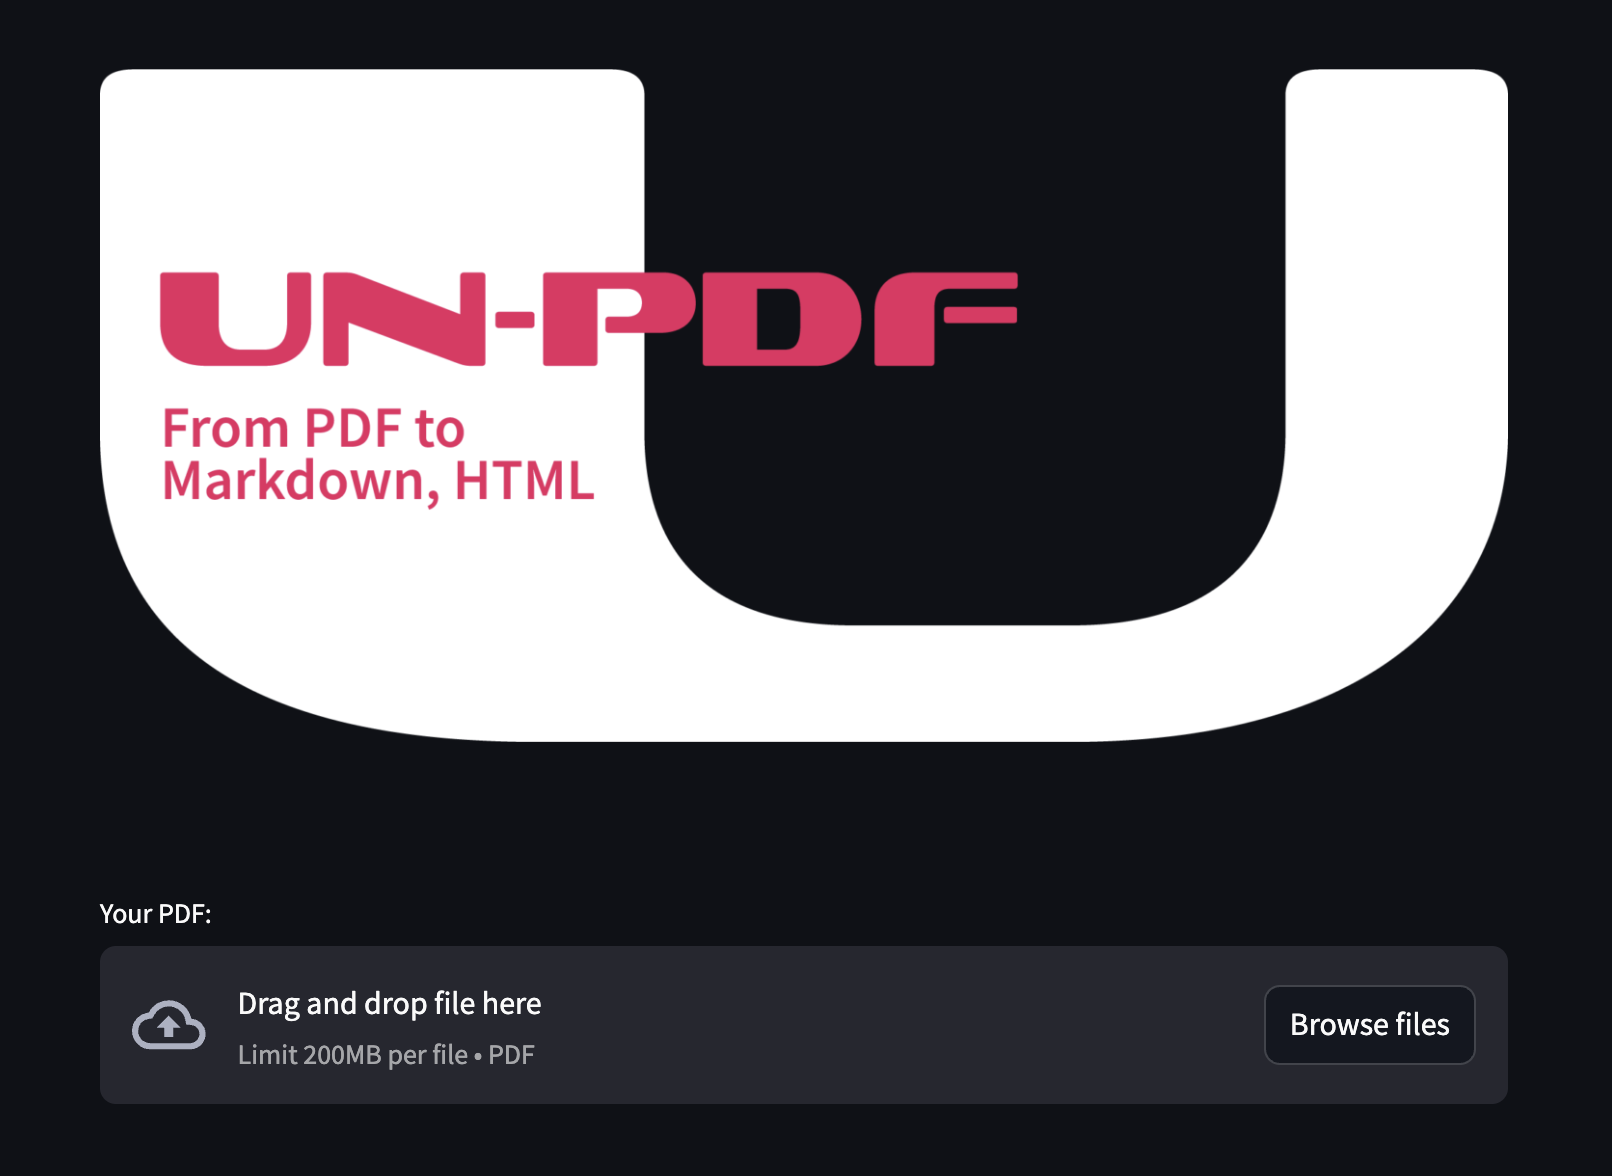 UN-PDF
From PDF to
Markdown, HTML
Your PDF:
Drag and drop file here
Limit 200MB per file • PDF
Browse files